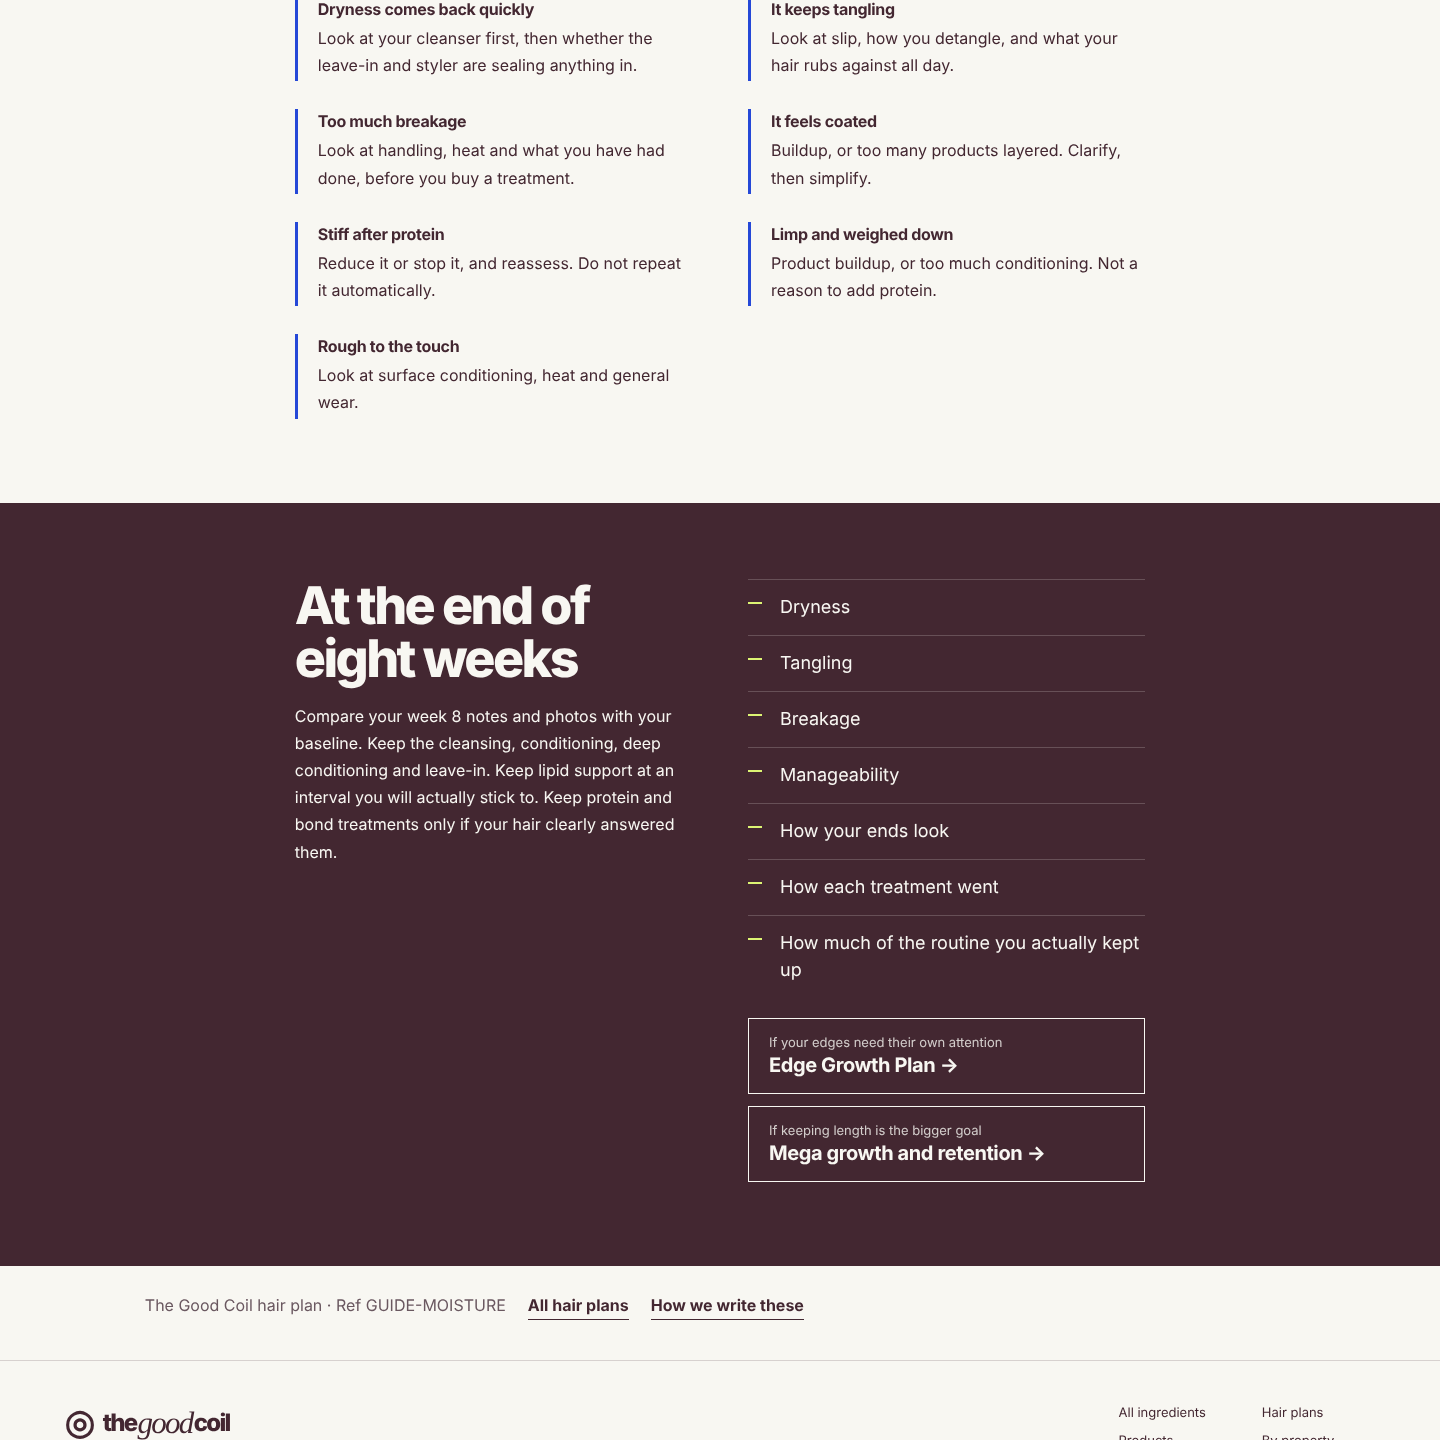 Dryness comes back quickly
Look at your cleanser first, then whether the
leave-in and styler are sealing anything in.
It keeps tangling
Look at slip, how you detangle, and what your
hair rubs against all day.
Too much breakage
Look at handling, heat and what you have had
done, before you buy a treatment.
It feels coated
Buildup, or too many products layered. Clarify,
then simplify.
Stiff after protein
Reduce it or stop it, and reassess. Do not repeat
it automatically.
Limp and weighed down
Product buildup, or too much conditioning. Not a
reason to add protein.
Rough to the touch
Look at surface conditioning, heat and general
wear.
At the end of
eight weeks
Compare your week 8 notes and photos with your
baseline. Keep the cleansing, conditioning, deep
conditioning and leave-in. Keep lipid support at an
interval you will actually stick to. Keep protein and
bond treatments only if your hair clearly answered
them.
Dryness
Tangling
Breakage
Manageability
How your ends look
How each treatment went
How much of the routine you actually kept
up
If your edges need their own attention
Edge Growth Plan →
If keeping length is the bigger goal
Mega growth and retention →
The Good Coil hair plan · Ref GUIDE-MOISTURE All hair plans How we write these
thegoodcoil
All ingredients
Hair plans
Products
By property